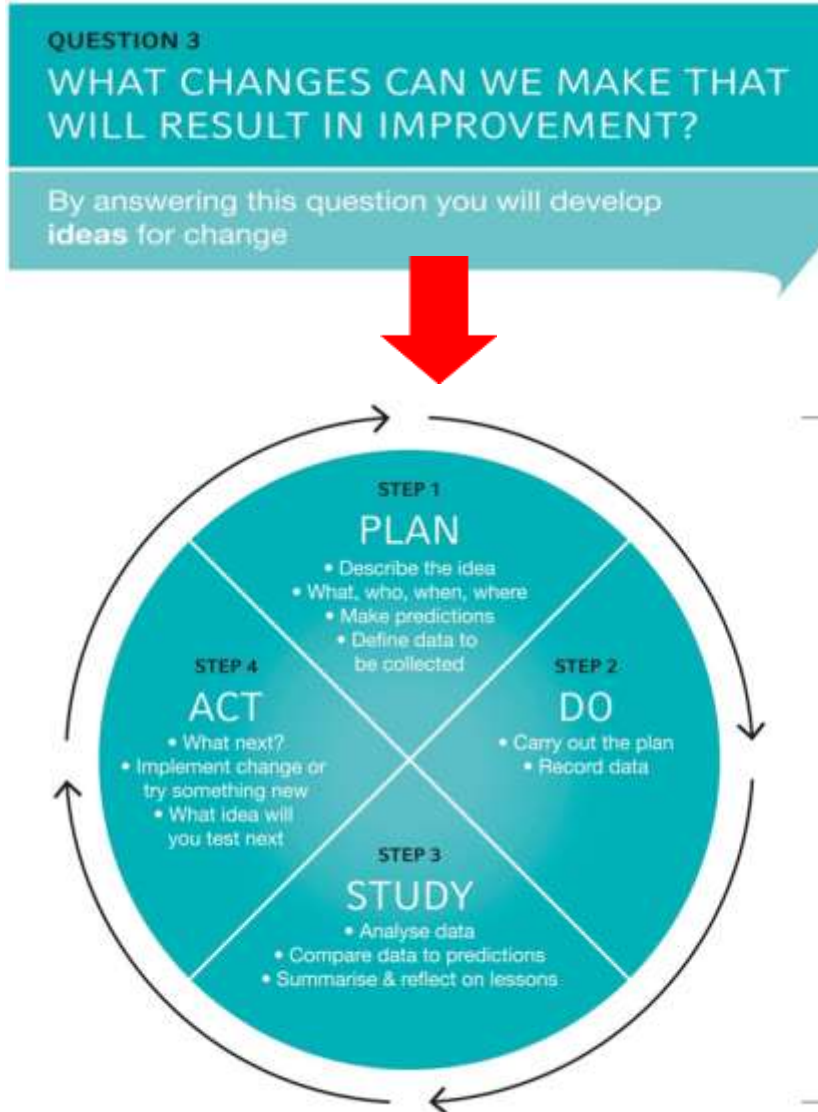 QUESTION 3
WHAT CHANGES CAN WE MAKE THAT
WILL RESULT IN IMPROVEMENT?
By answering this question you will develop
ideas for change
STEP 1
PLAN
• Describe the idea
• What, who, when, where
• Make predictions
• Define data to
be collected
STEP 2
DO
• Carry out the plan
• Record data
STEP 3
STUDY
• Analyse data
• Compare data to predictions
• Summarise & reflect on lessons
STEP 4
ACT
• What next?
• Implement change or
try something new
• What idea will
you test next